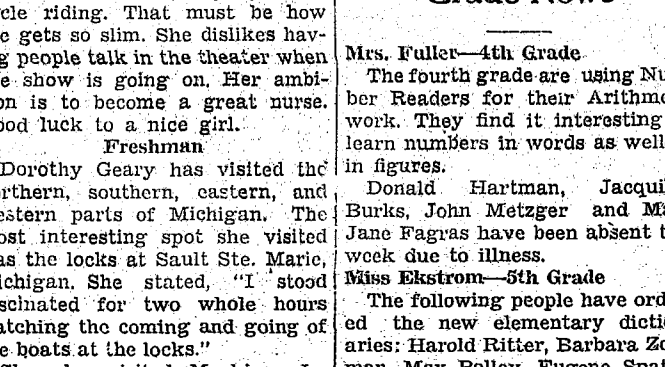 cle riding. That must be how
e gets so slim. She dislikes hav-
g people talk in the theater when
e show is going on. Her ambi-
on is to become a great nurse.
ood luck to a nice girl.
Freshman
Dorothy Geary has visited the
rthern, southern, eastern, and
estern parts of Michigan. The
ost interesting spot she visited
as the locks at Sault Ste. Marie,
ichigan. She stated, "I stood
scinated for two whole hours
atching the coming and going of
e boats at the locks."
Grade News
Mrs. Fuller—4th Grade
The fourth grade are using Nu
ber Readers for their Arithme
work. They find it interesting
learn numbers in words as well
in figures.
Donald Hartman, Jacqui
Burks, John Metzger and Ma
Jane Fagras have been absent t
week due to illness.
Miss Ekstrom—5th Grade
The following people have ord
ed the new elementary dicti
aries: Harold Ritter, Barbara Zo